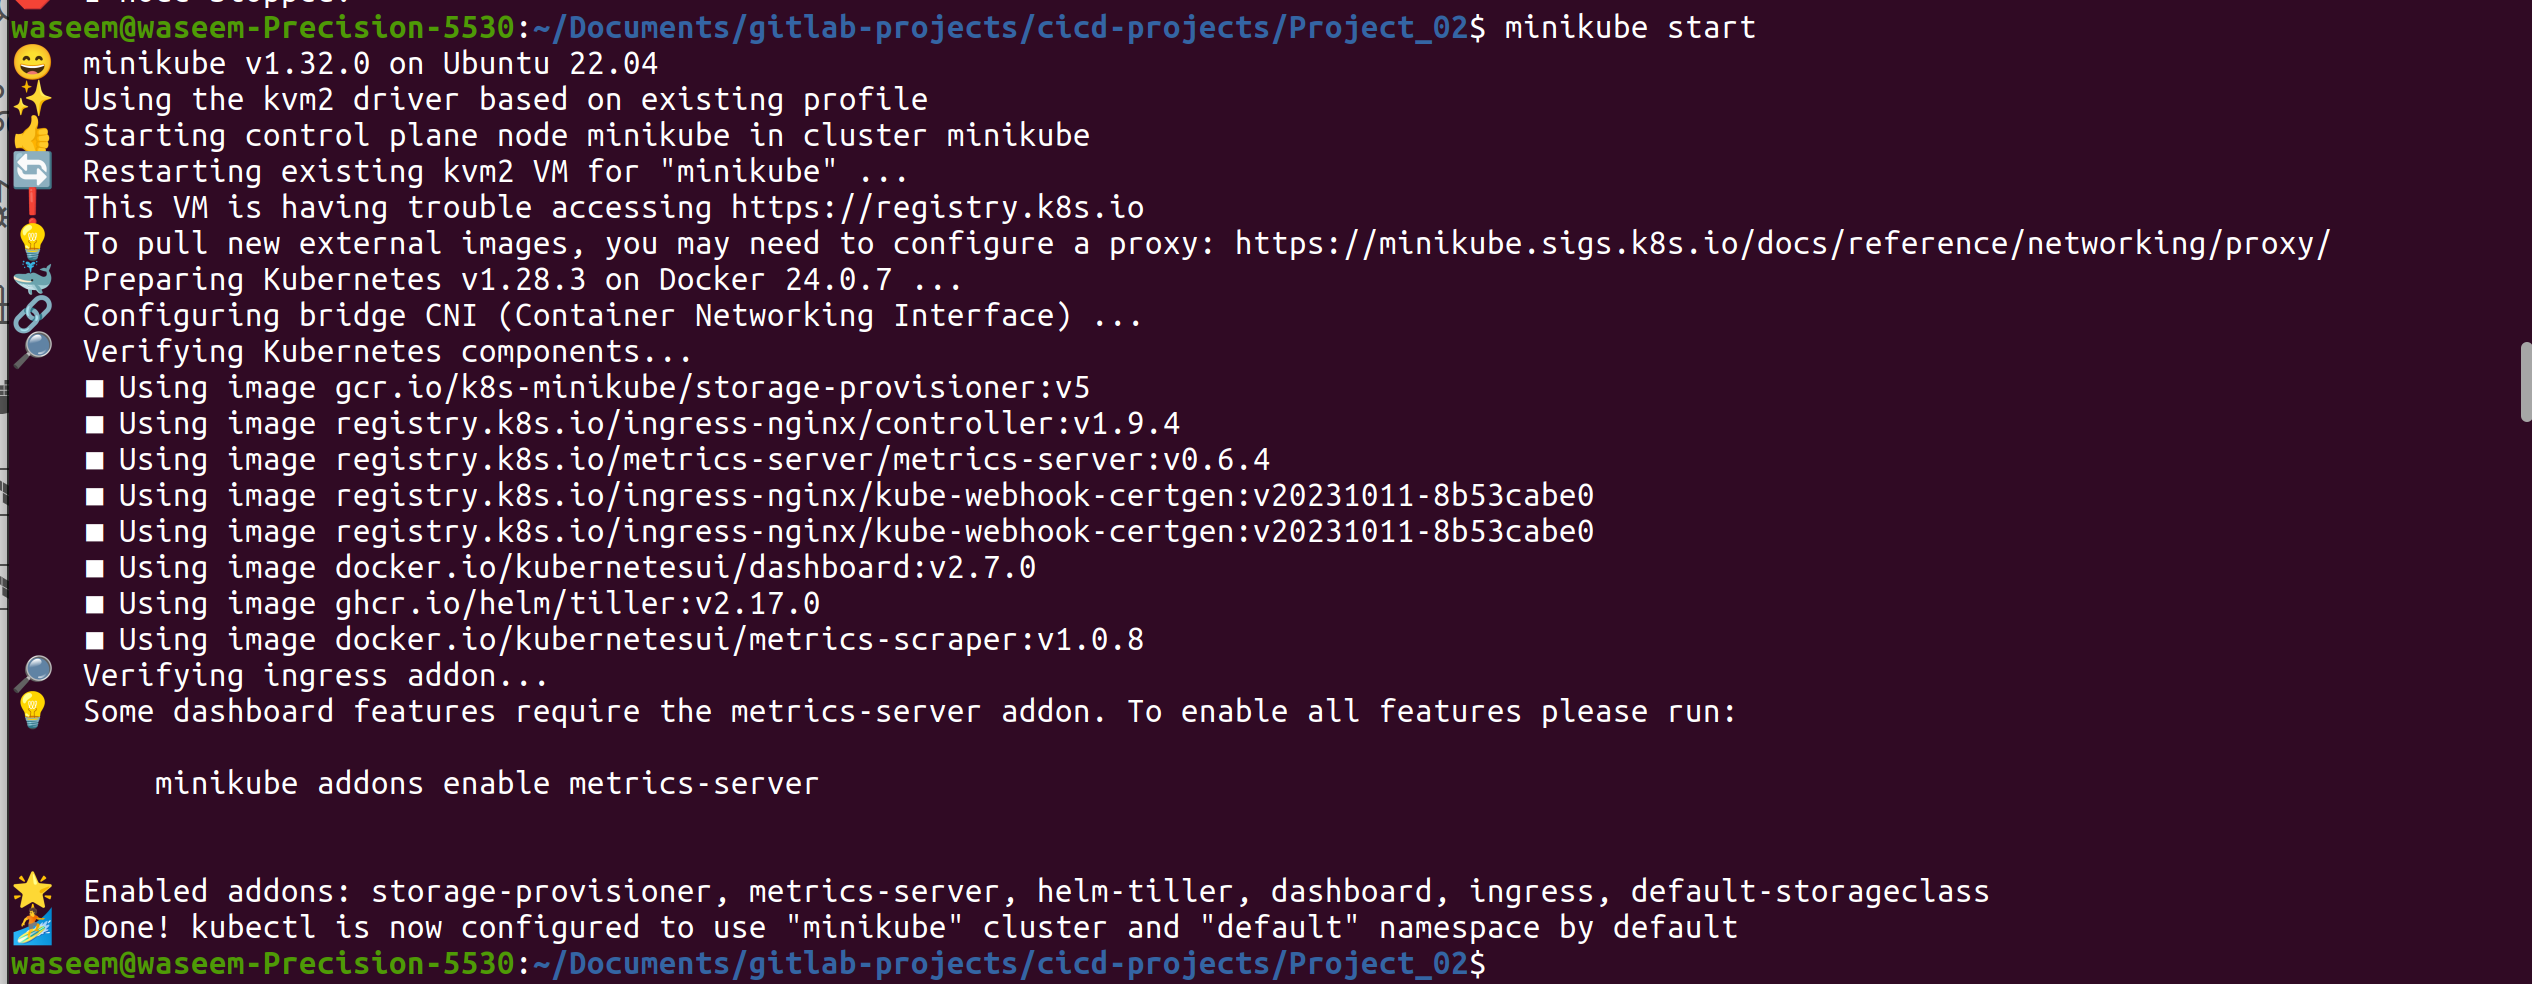 waseem@waseem-Precision-5530:~/Documents/gitlab-projects/cicd-projects/Project_02$ minikube start
😄  minikube v1.32.0 on Ubuntu 22.04
✨  Using the kvm2 driver based on existing profile
👍  Starting control plane node minikube in cluster minikube
🔄  Restarting existing kvm2 VM for "minikube" ...
❗  This VM is having trouble accessing https://registry.k8s.io
💡  To pull new external images, you may need to configure a proxy: https://minikube.sigs.k8s.io/docs/reference/networking/proxy/
🐳  Preparing Kubernetes v1.28.3 on Docker 24.0.7 ...
🔗  Configuring bridge CNI (Container Networking Interface) ...
🔎  Verifying Kubernetes components...
    ■ Using image gcr.io/k8s-minikube/storage-provisioner:v5
    ■ Using image registry.k8s.io/ingress-nginx/controller:v1.9.4
    ■ Using image registry.k8s.io/metrics-server/metrics-server:v0.6.4
    ■ Using image registry.k8s.io/ingress-nginx/kube-webhook-certgen:v20231011-8b53cabe0
    ■ Using image registry.k8s.io/ingress-nginx/kube-webhook-certgen:v20231011-8b53cabe0
    ■ Using image docker.io/kubernetesui/dashboard:v2.7.0
    ■ Using image ghcr.io/helm/tiller:v2.17.0
    ■ Using image docker.io/kubernetesui/metrics-scraper:v1.0.8
🔎  Verifying ingress addon...
💡  Some dashboard features require the metrics-server addon. To enable all features please run:
        minikube addons enable metrics-server
🌟  Enabled addons: storage-provisioner, metrics-server, helm-tiller, dashboard, ingress, default-storageclass
🏄  Done! kubectl is now configured to use "minikube" cluster and "default" namespace by default
waseem@waseem-Precision-5530:~/Documents/gitlab-projects/cicd-projects/Project_02$